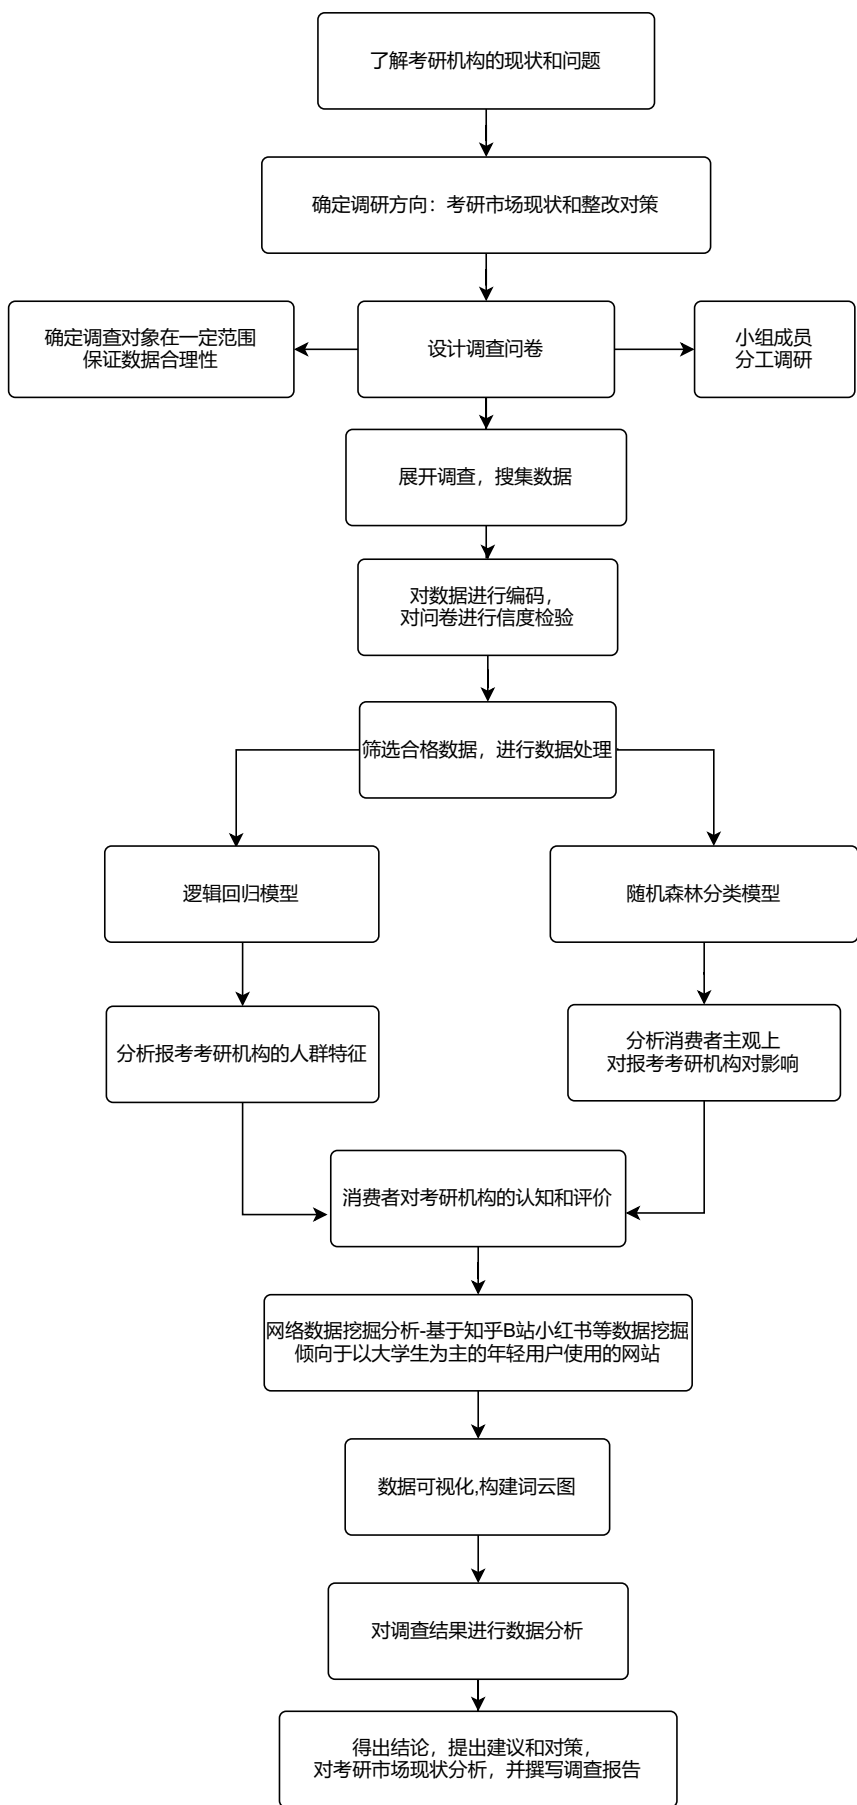 了解考研机构的现状和问题
确定调研方向：考研市场现状和整改对策
确定调查对象在一定范围
保证数据合理性
设计调查问卷
小组成员
分工调研
展开调查，搜集数据
对数据进行编码，
对问卷进行信度检验
筛选合格数据，进行数据处理
逻辑回归模型
随机森林分类模型
分析报考考研机构的人群特征
分析消费者主观上
对报考考研机构对影响
消费者对考研机构的认知和评价
网络数据挖掘分析-基于知乎B站小红书等数据挖掘
倾向于以大学生为主的年轻用户使用的网站
数据可视化,构建词云图
对调查结果进行数据分析
得出结论，提出建议和对策，
对考研市场现状分析，并撰写调查报告